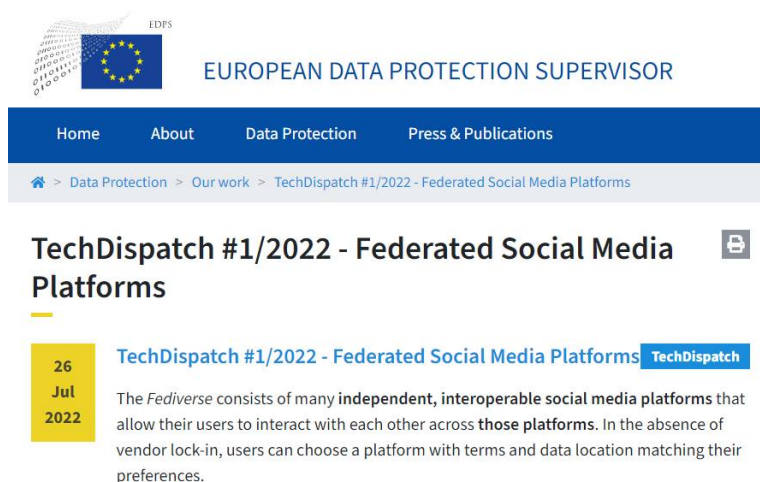 EDPS
EUROPEAN DATA PROTECTION SUPERVISOR
Home About Data Protection Press & Publications
> Data Protection > Our work > TechDispatch #1/2022 - Federated Social Media Platforms
TechDispatch #1/2022 - Federated Social Media
Platforms
26
Jul
2022
TechDispatch #1/2022 - Federated Social Media Platforms TechDispatch
The Fediverse consists of many independent, interoperable social media platforms that
allow their users to interact with each other across those platforms. In the absence of
vendor lock-in, users can choose a platform with terms and data location matching their
preferences.